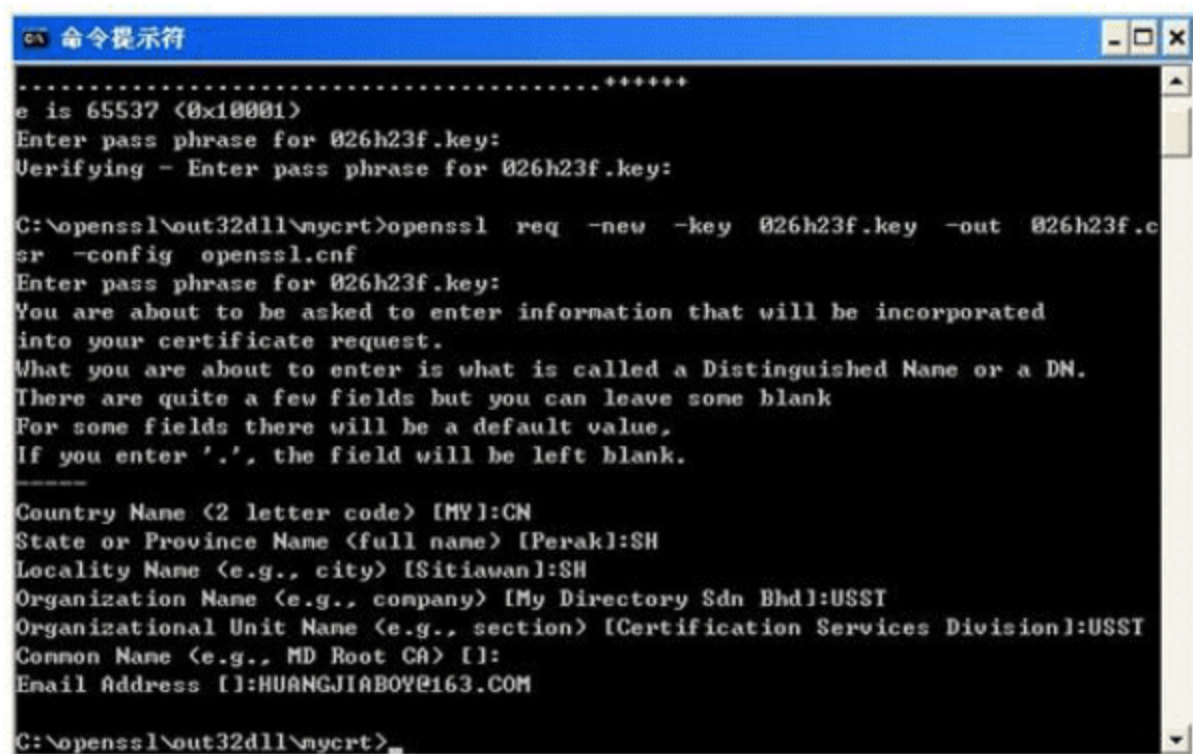 命令提示符
.........................................++++++
e is 65537 (0x10001)
Enter pass phrase for 026h23f.key:
Verifying - Enter pass phrase for 026h23f.key:
C:\openssl\out32dll\mycrt>openssl  req  -new  -key  026h23f.key  -out  026h23f.c
sr  -config  openssl.cnf
Enter pass phrase for 026h23f.key:
You are about to be asked to enter information that will be incorporated
into your certificate request.
What you are about to enter is what is called a Distinguished Name or a DN.
There are quite a few fields but you can leave some blank
For some fields there will be a default value,
If you enter '.', the field will be left blank.
-----
Country Name (2 letter code) [MY]:CN
State or Province Name (full name) [Perak]:SH
Locality Name (e.g., city) [Sitiawan]:SH
Organization Name (e.g., company) [My Directory Sdn Bhd]:USST
Organizational Unit Name (e.g., section) [Certification Services Division]:USST
Common Name (e.g., MD Root CA) []:
Email Address []:HUANGJIABOY@163.COM
C:\openssl\out32dll\mycrt>